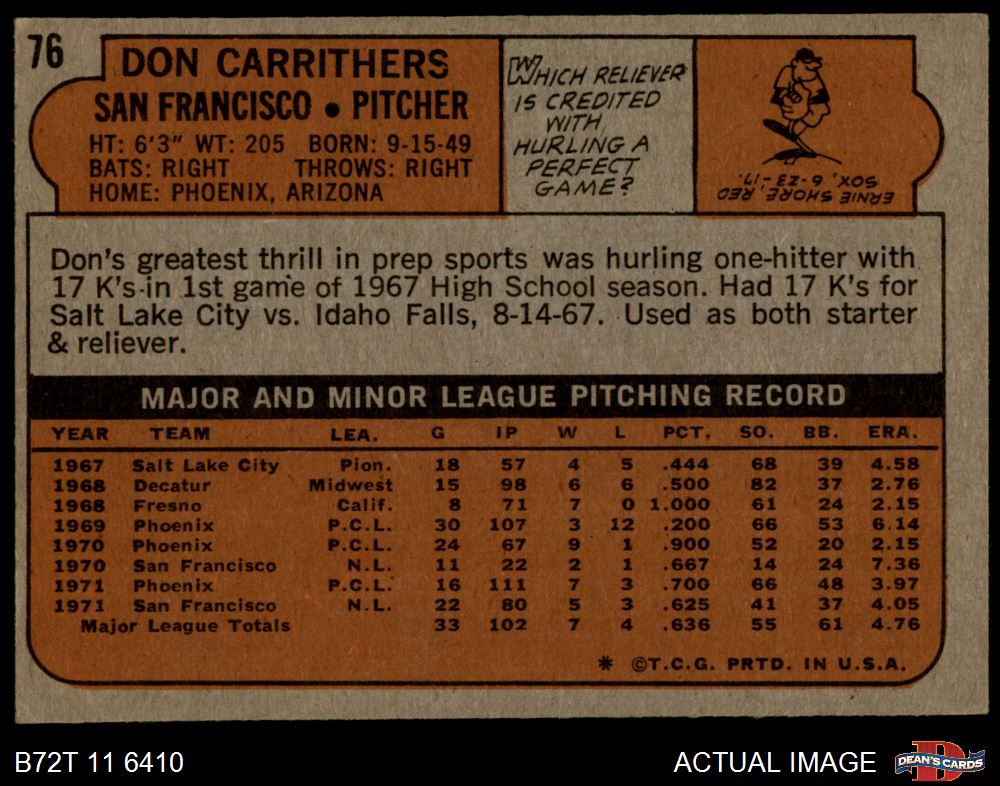 76
DON CARRITHERS
SAN FRANCISCO • PITCHER
HT: 6'3" WT: 205 BORN: 9-15-49
BATS: RIGHT THROWS: RIGHT
HOME: PHOENIX, ARIZONA
WHICH RELIEVER
IS CREDITED
WITH
HURLING A
PERFECT
GAME?
ERNIE SHORE, RED
SOX, 6-23-'17.
Don's greatest thrill in prep sports was hurling one-hitter with
17 K's in 1st game of 1967 High School season. Had 17 K's for
Salt Lake City vs. Idaho Falls, 8-14-67. Used as both starter
& reliever.
MAJOR AND MINOR LEAGUE PITCHING RECORD
YEAR TEAM LEA. G IP W L PCT. SO. BB. ERA.
1967 Salt Lake City Pion. 18 57 4 5 .444 68 39 4.58
1968 Decatur Midwest 15 98 6 6 .500 82 37 2.76
1968 Fresno Calif. 8 71 7 0 1.000 61 24 2.15
1969 Phoenix P.C.L. 30 107 3 12 .200 66 53 6.14
1970 Phoenix P.C.L. 24 67 9 1 .900 52 20 2.15
1970 San Francisco N.L. 11 22 2 1 .667 14 24 7.36
1971 Phoenix P.C.L. 16 111 7 3 .700 66 48 3.97
1971 San Francisco N.L. 22 80 5 3 .625 41 37 4.05
Major League Totals 33 102 7 4 .636 55 61 4.76
* ©T.C.G. PRTD. IN U.S.A.
B72T 11 6410
ACTUAL IMAGE
D
DEAN'S CARDS